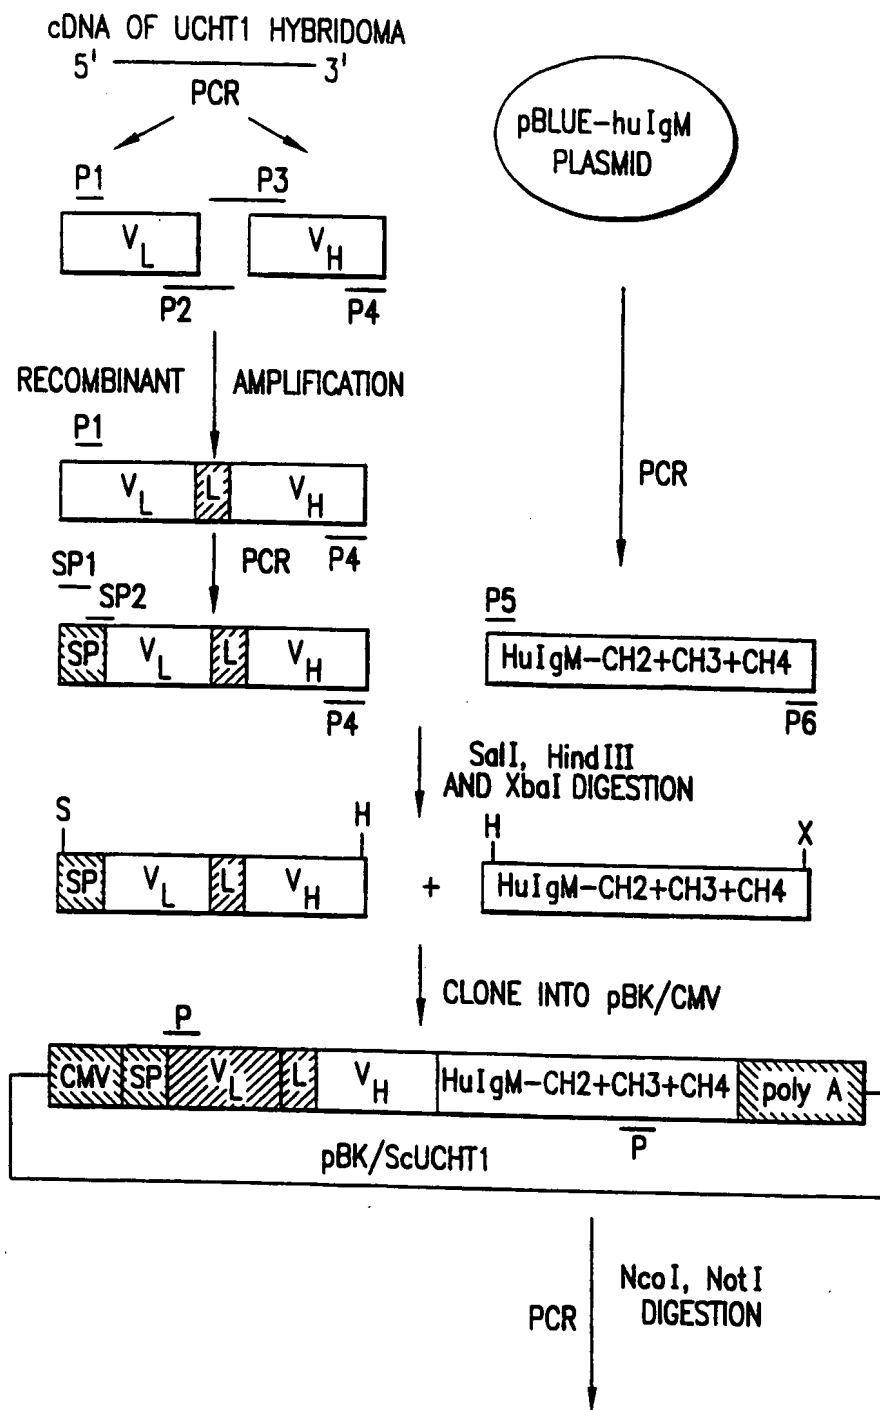 cDNA OF UCHT1 HYBRIDOMA
5' 3'
PCR
pBLUE-huIgM
PLASMID
P1 P3
VL VH
P2 P4
RECOMBINANT AMPLIFICATION
P1
VL L VH
P4
PCR
PCR
SP1
SP2
SP VL L VH
P4
P5
HuIgM-CH2+CH3+CH4
P6
SalI, HindIII
AND XbaI DIGESTION
S H
SP VL L VH
+
H X
HuIgM-CH2+CH3+CH4
CLONE INTO pBK/CMV
P
CMV SP VL L VH HuIgM-CH2+CH3+CH4 poly A
P
pBK/ScUCHT1
PCR
NcoI, NotI
DIGESTION